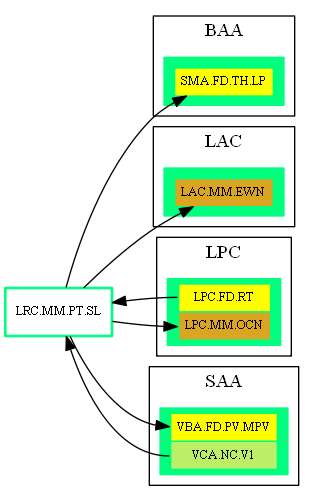 BAA
SMA.FD.TH.LP
LAC
LAC.MM.EWN
LPC
LPC.FD.RT
LRC.MM.PT.SL
LPC.MM.OCN
SAA
VBA.FD.PV.MPV
VCA.NC.V1